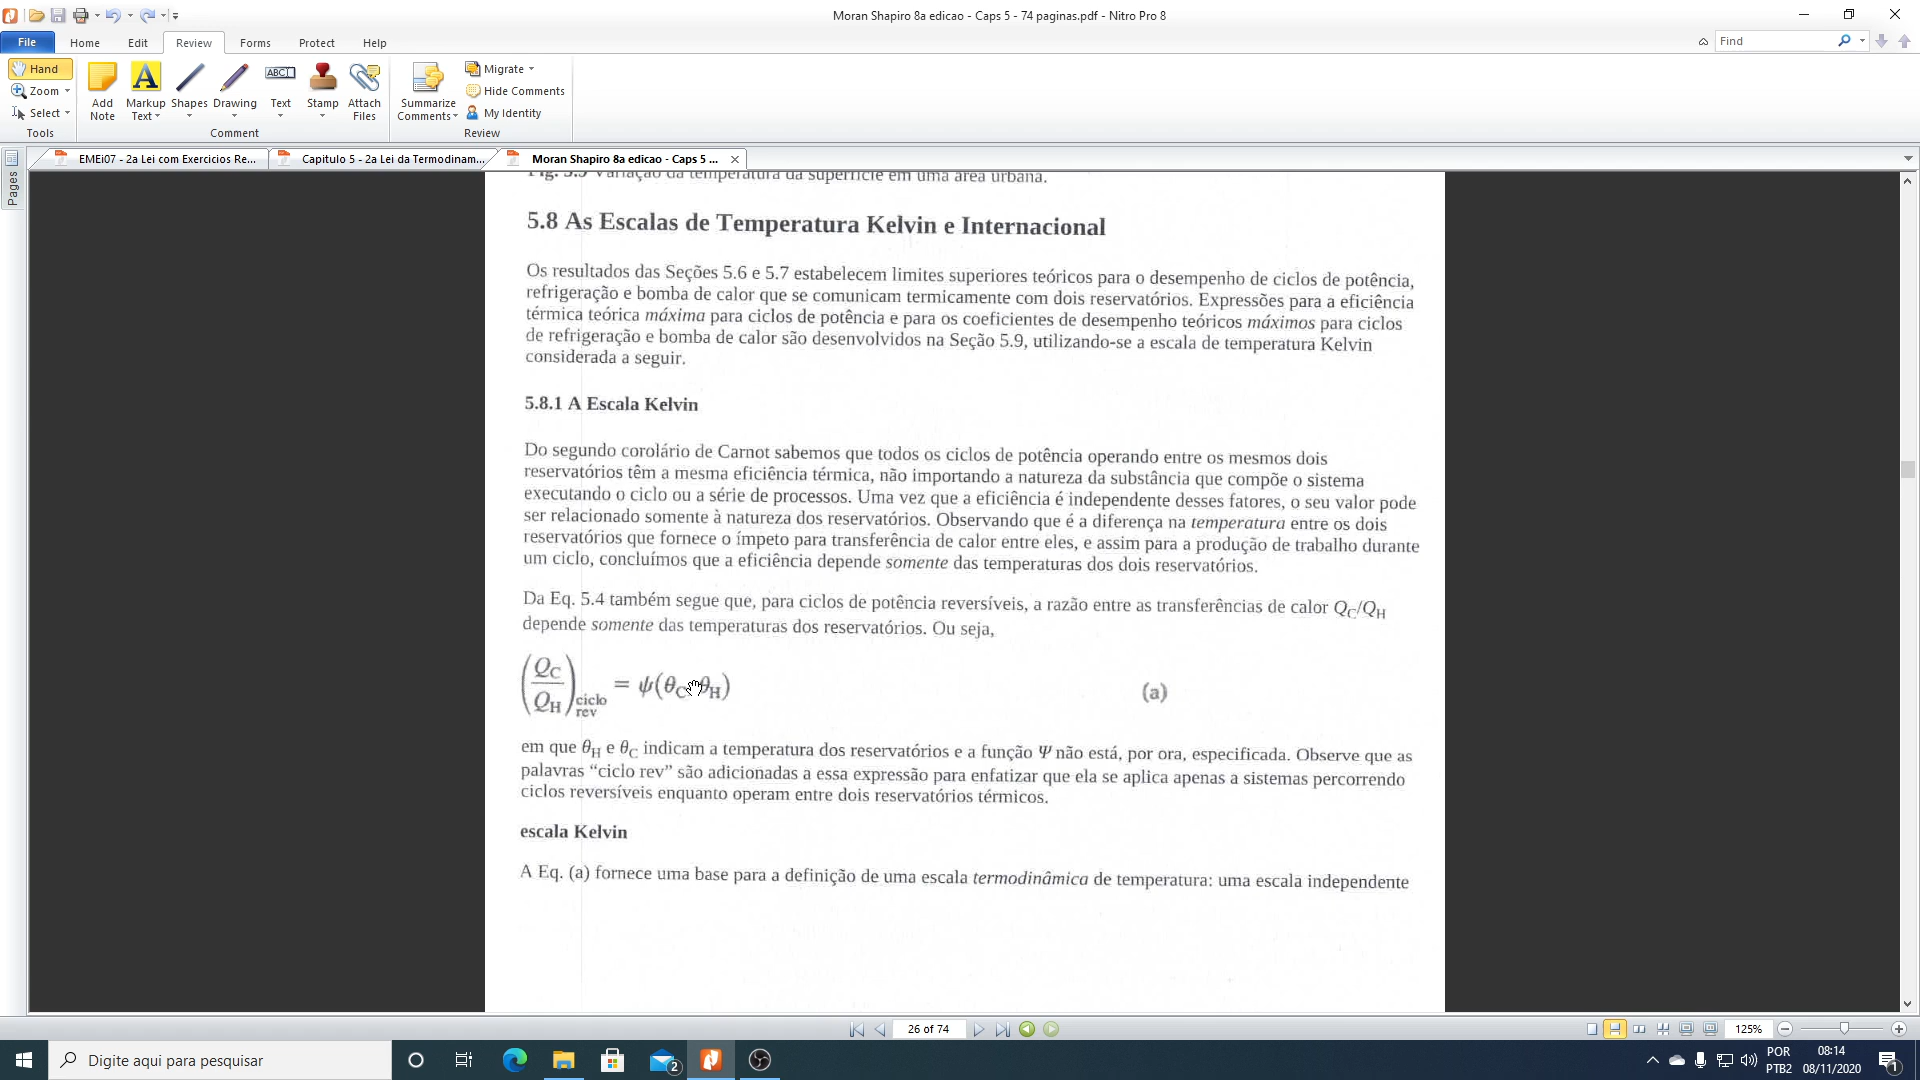 Moran Shapiro 8a edicao - Caps 5 - 74 paginas.pdf - Nitro Pro 8
File Home Edit Review Forms Protect Help
Find
Hand
Zoom
Select
Tools
Add Note
Markup Text
Shapes
Drawing
Text
Stamp
Attach Files
Comment
Summarize Comments
Migrate
Hide Comments
My Identity
Review
EMEi07 - 2a Lei com Exercicios Re...
Capitulo 5 - 2a Lei da Termodinam...
Moran Shapiro 8a edicao - Caps 5 ...
Pages
Fig. 5.9 Variação da temperatura da superfície em uma área urbana.
5.8 As Escalas de Temperatura Kelvin e Internacional
Os resultados das Seções 5.6 e 5.7 estabelecem limites superiores teóricos para o desempenho de ciclos de potência,
refrigeração e bomba de calor que se comunicam termicamente com dois reservatórios. Expressões para a eficiência
térmica teórica máxima para ciclos de potência e para os coeficientes de desempenho teóricos máximos para ciclos
de refrigeração e bomba de calor são desenvolvidos na Seção 5.9, utilizando-se a escala de temperatura Kelvin
considerada a seguir.
5.8.1 A Escala Kelvin
Do segundo corolário de Carnot sabemos que todos os ciclos de potência operando entre os mesmos dois
reservatórios têm a mesma eficiência térmica, não importando a natureza da substância que compõe o sistema
executando o ciclo ou a série de processos. Uma vez que a eficiência é independente desses fatores, o seu valor pode
ser relacionado somente à natureza dos reservatórios. Observando que é a diferença na temperatura entre os dois
reservatórios que fornece o ímpeto para transferência de calor entre eles, e assim para a produção de trabalho durante
um ciclo, concluímos que a eficiência depende somente das temperaturas dos dois reservatórios.
Da Eq. 5.4 também segue que, para ciclos de potência reversíveis, a razão entre as transferências de calor QC/QH
depende somente das temperaturas dos reservatórios. Ou seja,
(QC/QH) ciclo rev = ψ(θC, θH) (a)
em que θH e θC indicam a temperatura dos reservatórios e a função Ψ não está, por ora, especificada. Observe que as
palavras “ciclo rev” são adicionadas a essa expressão para enfatizar que ela se aplica apenas a sistemas percorrendo
ciclos reversíveis enquanto operam entre dois reservatórios térmicos.
escala Kelvin
A Eq. (a) fornece uma base para a definição de uma escala termodinâmica de temperatura: uma escala independente
26 of 74
125%
Digite aqui para pesquisar
2
POR
PTB2
08:14
08/11/2020
1